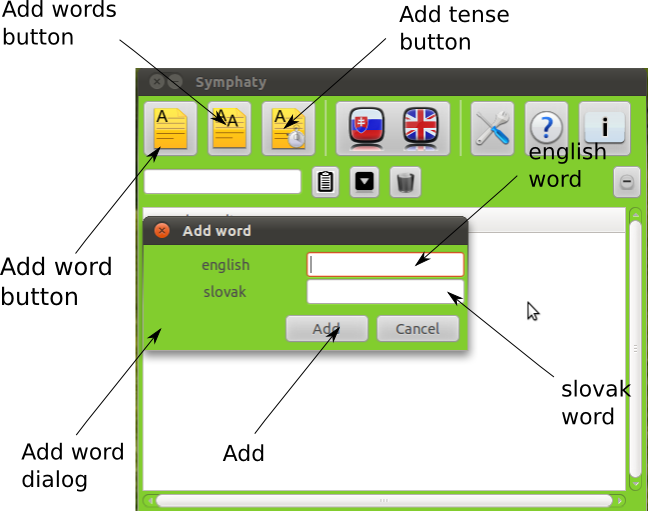 Add words
button
Add tense
button
Symphaty
A
AA
A
?
i
english
word
Add word
english
slovak
Add
Cancel
Add word
button
slovak
word
Add word
dialog
Add